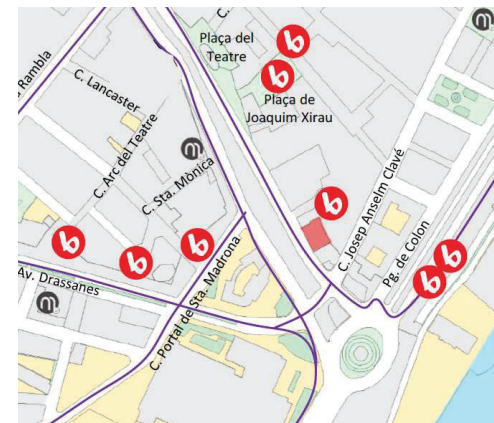 C.
Plaça del
Teatre
Rambla
C. Lancaster
Plaça de
Joaquim Xirau
C. Arc del Teatre
C. Sta. Mònica
C. Josep Anselm Clavé
Pg. de Colon
Av. Drassanes
C. Portal de Sta. Madrona